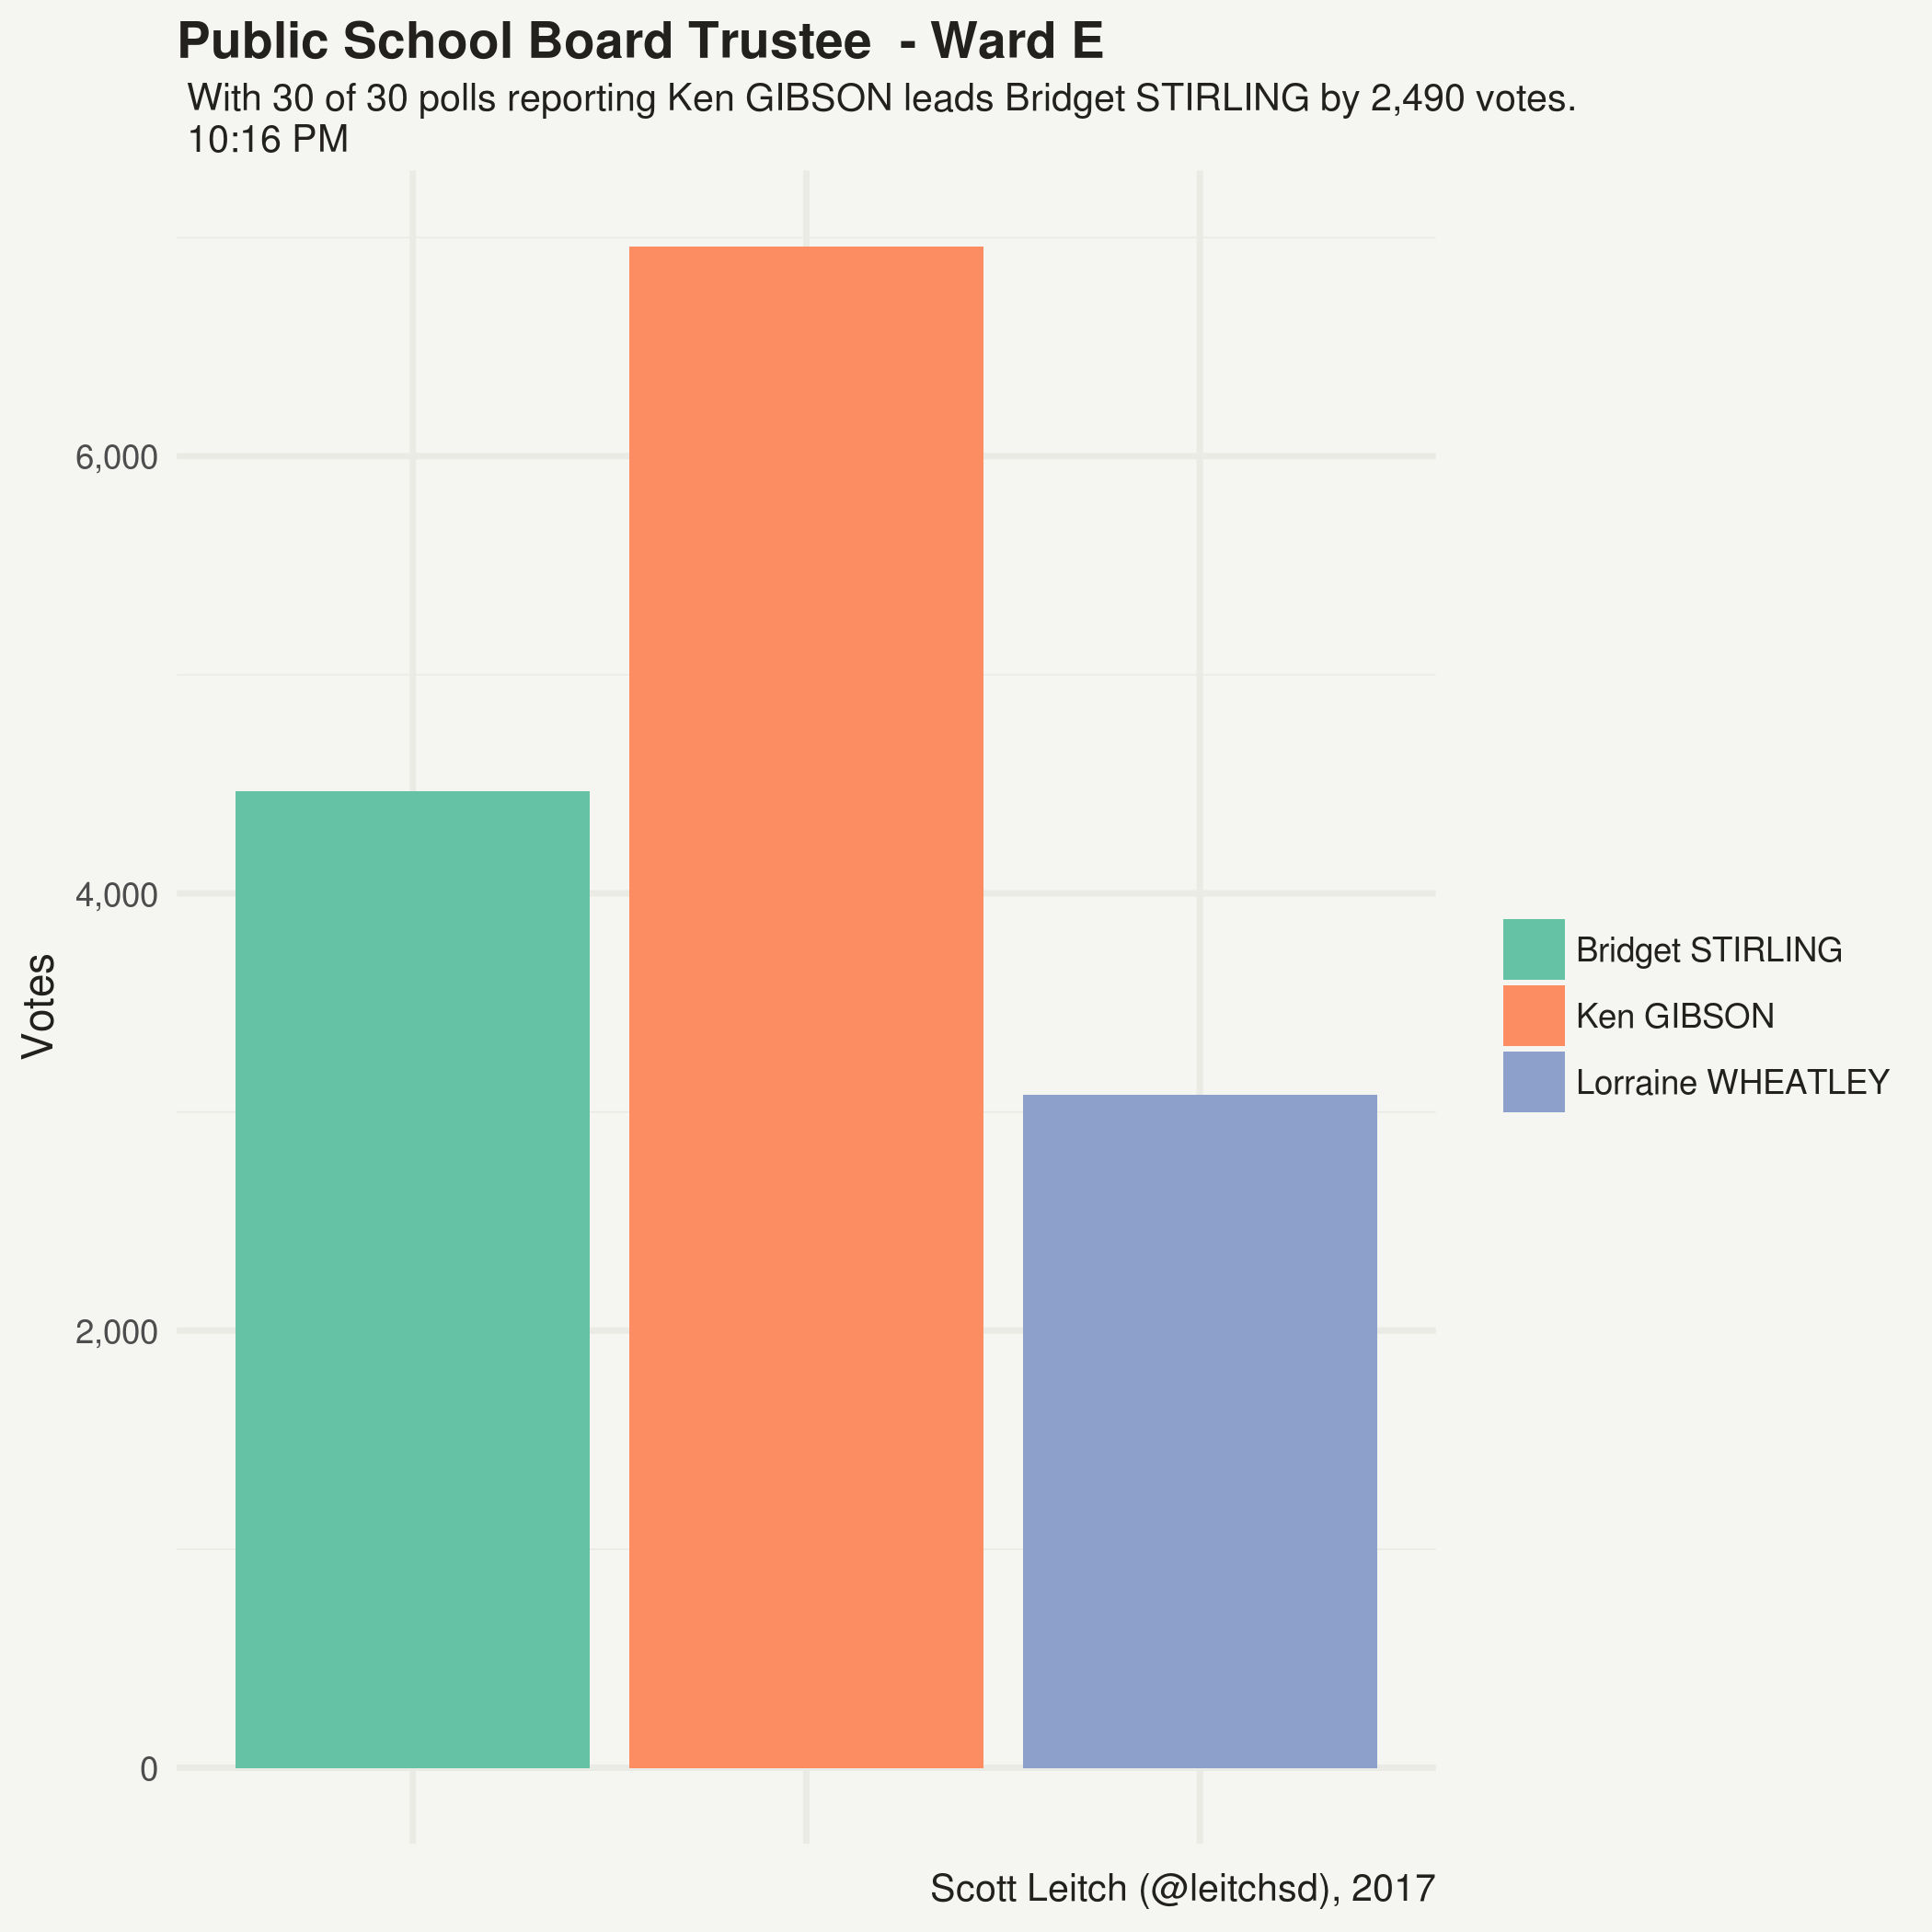 Public School Board Trustee  - Ward E
With 30 of 30 polls reporting Ken GIBSON leads Bridget STIRLING by 2,490 votes.
10:16 PM
6,000
4,000
2,000
0
Votes
Bridget STIRLING
Ken GIBSON
Lorraine WHEATLEY
Scott Leitch (@leitchsd), 2017